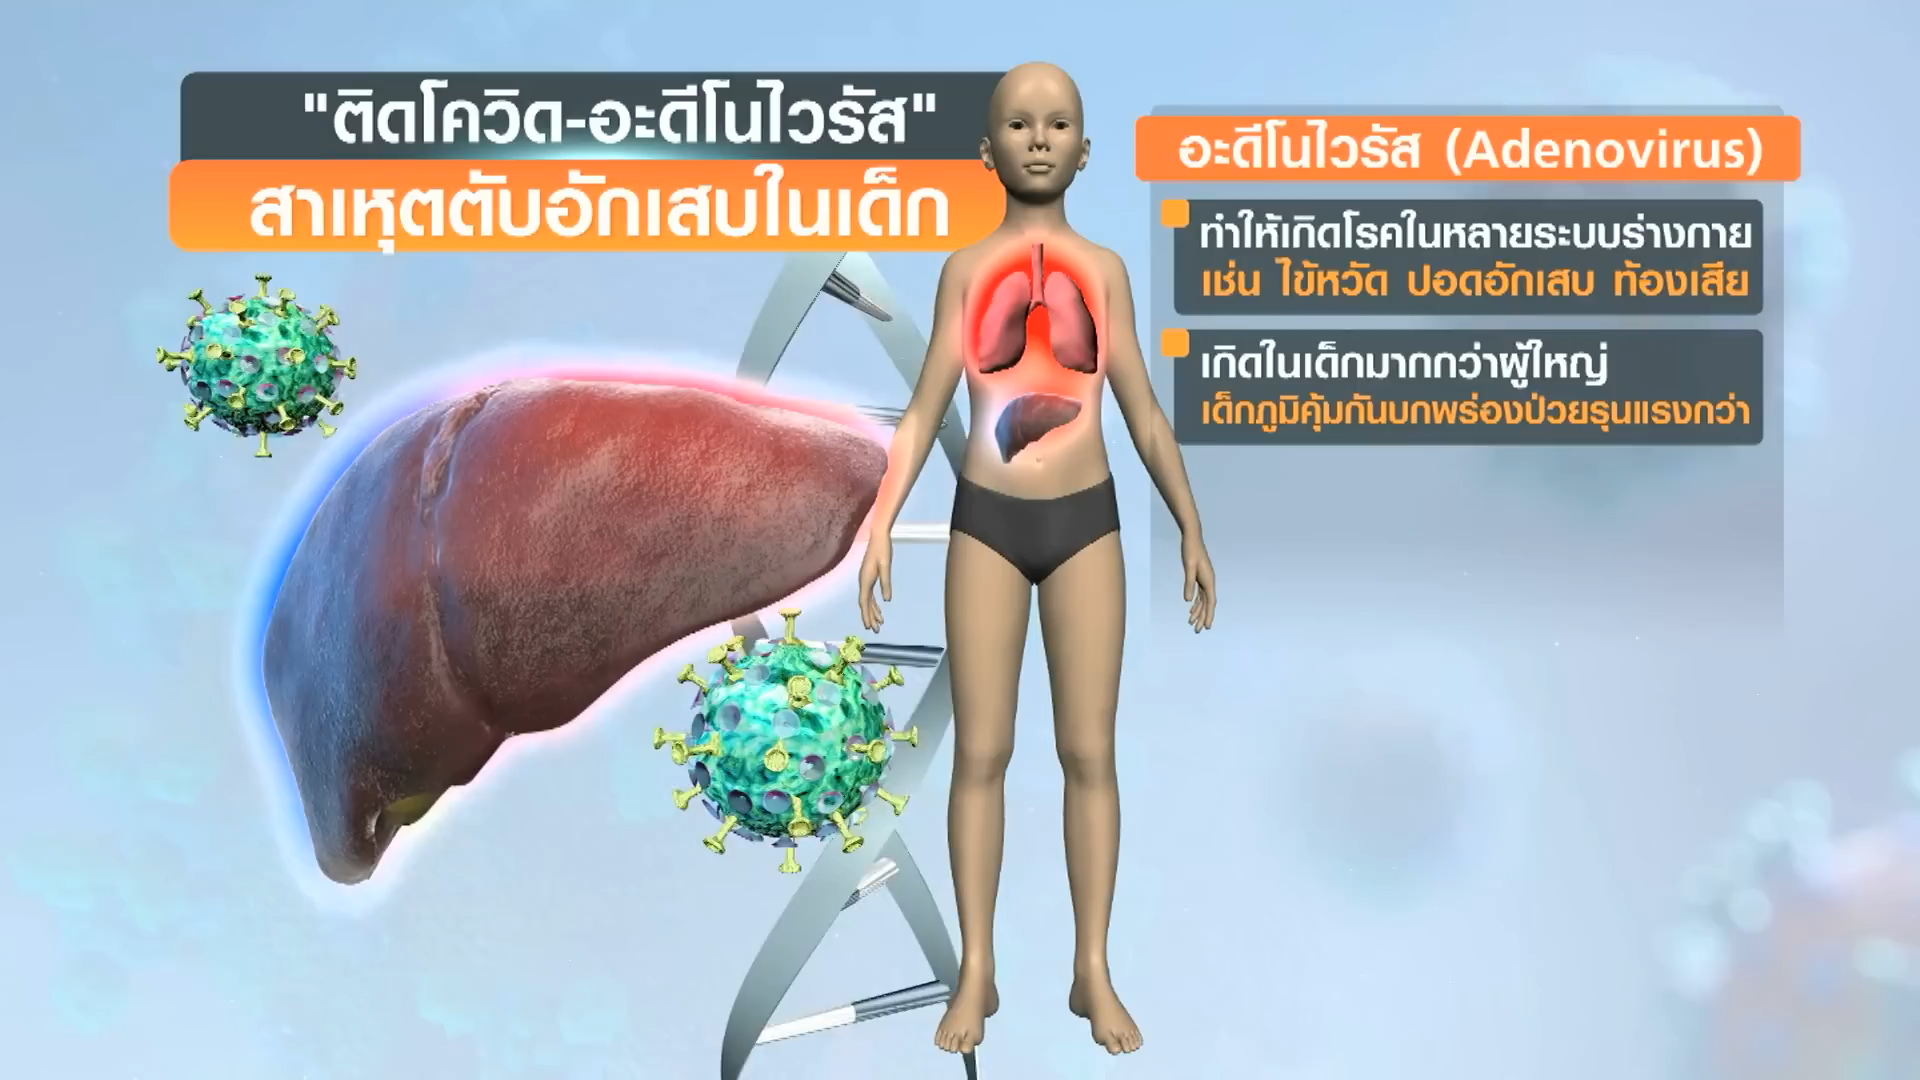 "ติดโควิด-อะดีโนไวรัส"
สาเหตุตับอักเสบในเด็ก
อะดีโนไวรัส (Adenovirus)
ทำให้เกิดโรคในหลายระบบร่างกาย
เช่น ไข้หวัด ปอดอักเสบ ท้องเสีย
เกิดในเด็กมากกว่าผู้ใหญ่
เด็กภูมิคุ้มกันบกพร่องป่วยรุนแรงกว่า